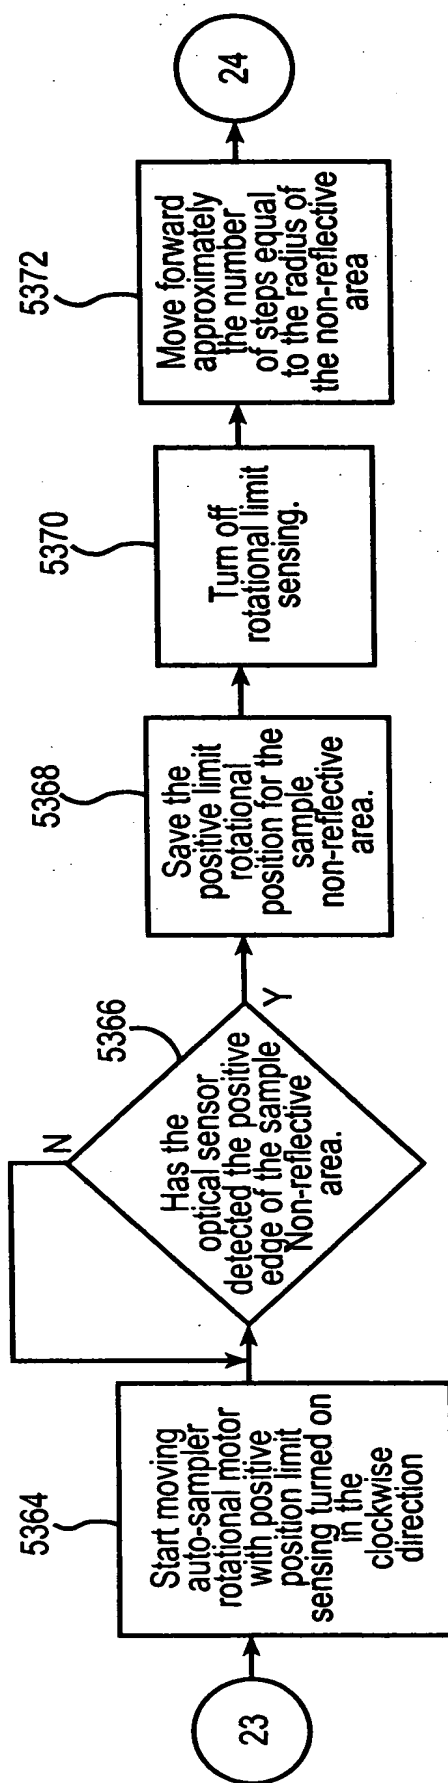 23
5364
Start moving
auto-sampler
rotational motor
with positive
position limit
sensing turned on
in the
clockwise
direction
5366
N
Has the
optical sensor
detected the positive
edge of the sample
Non-reflective
area.
Y
5368
Save the
positive limit
rotational
position for the
sample
non-reflective
area.
5370
Turn off
rotational limit
sensing.
5372
Move forward
approximately
the number
of steps equal
to the radius of
the non-reflective
area
24